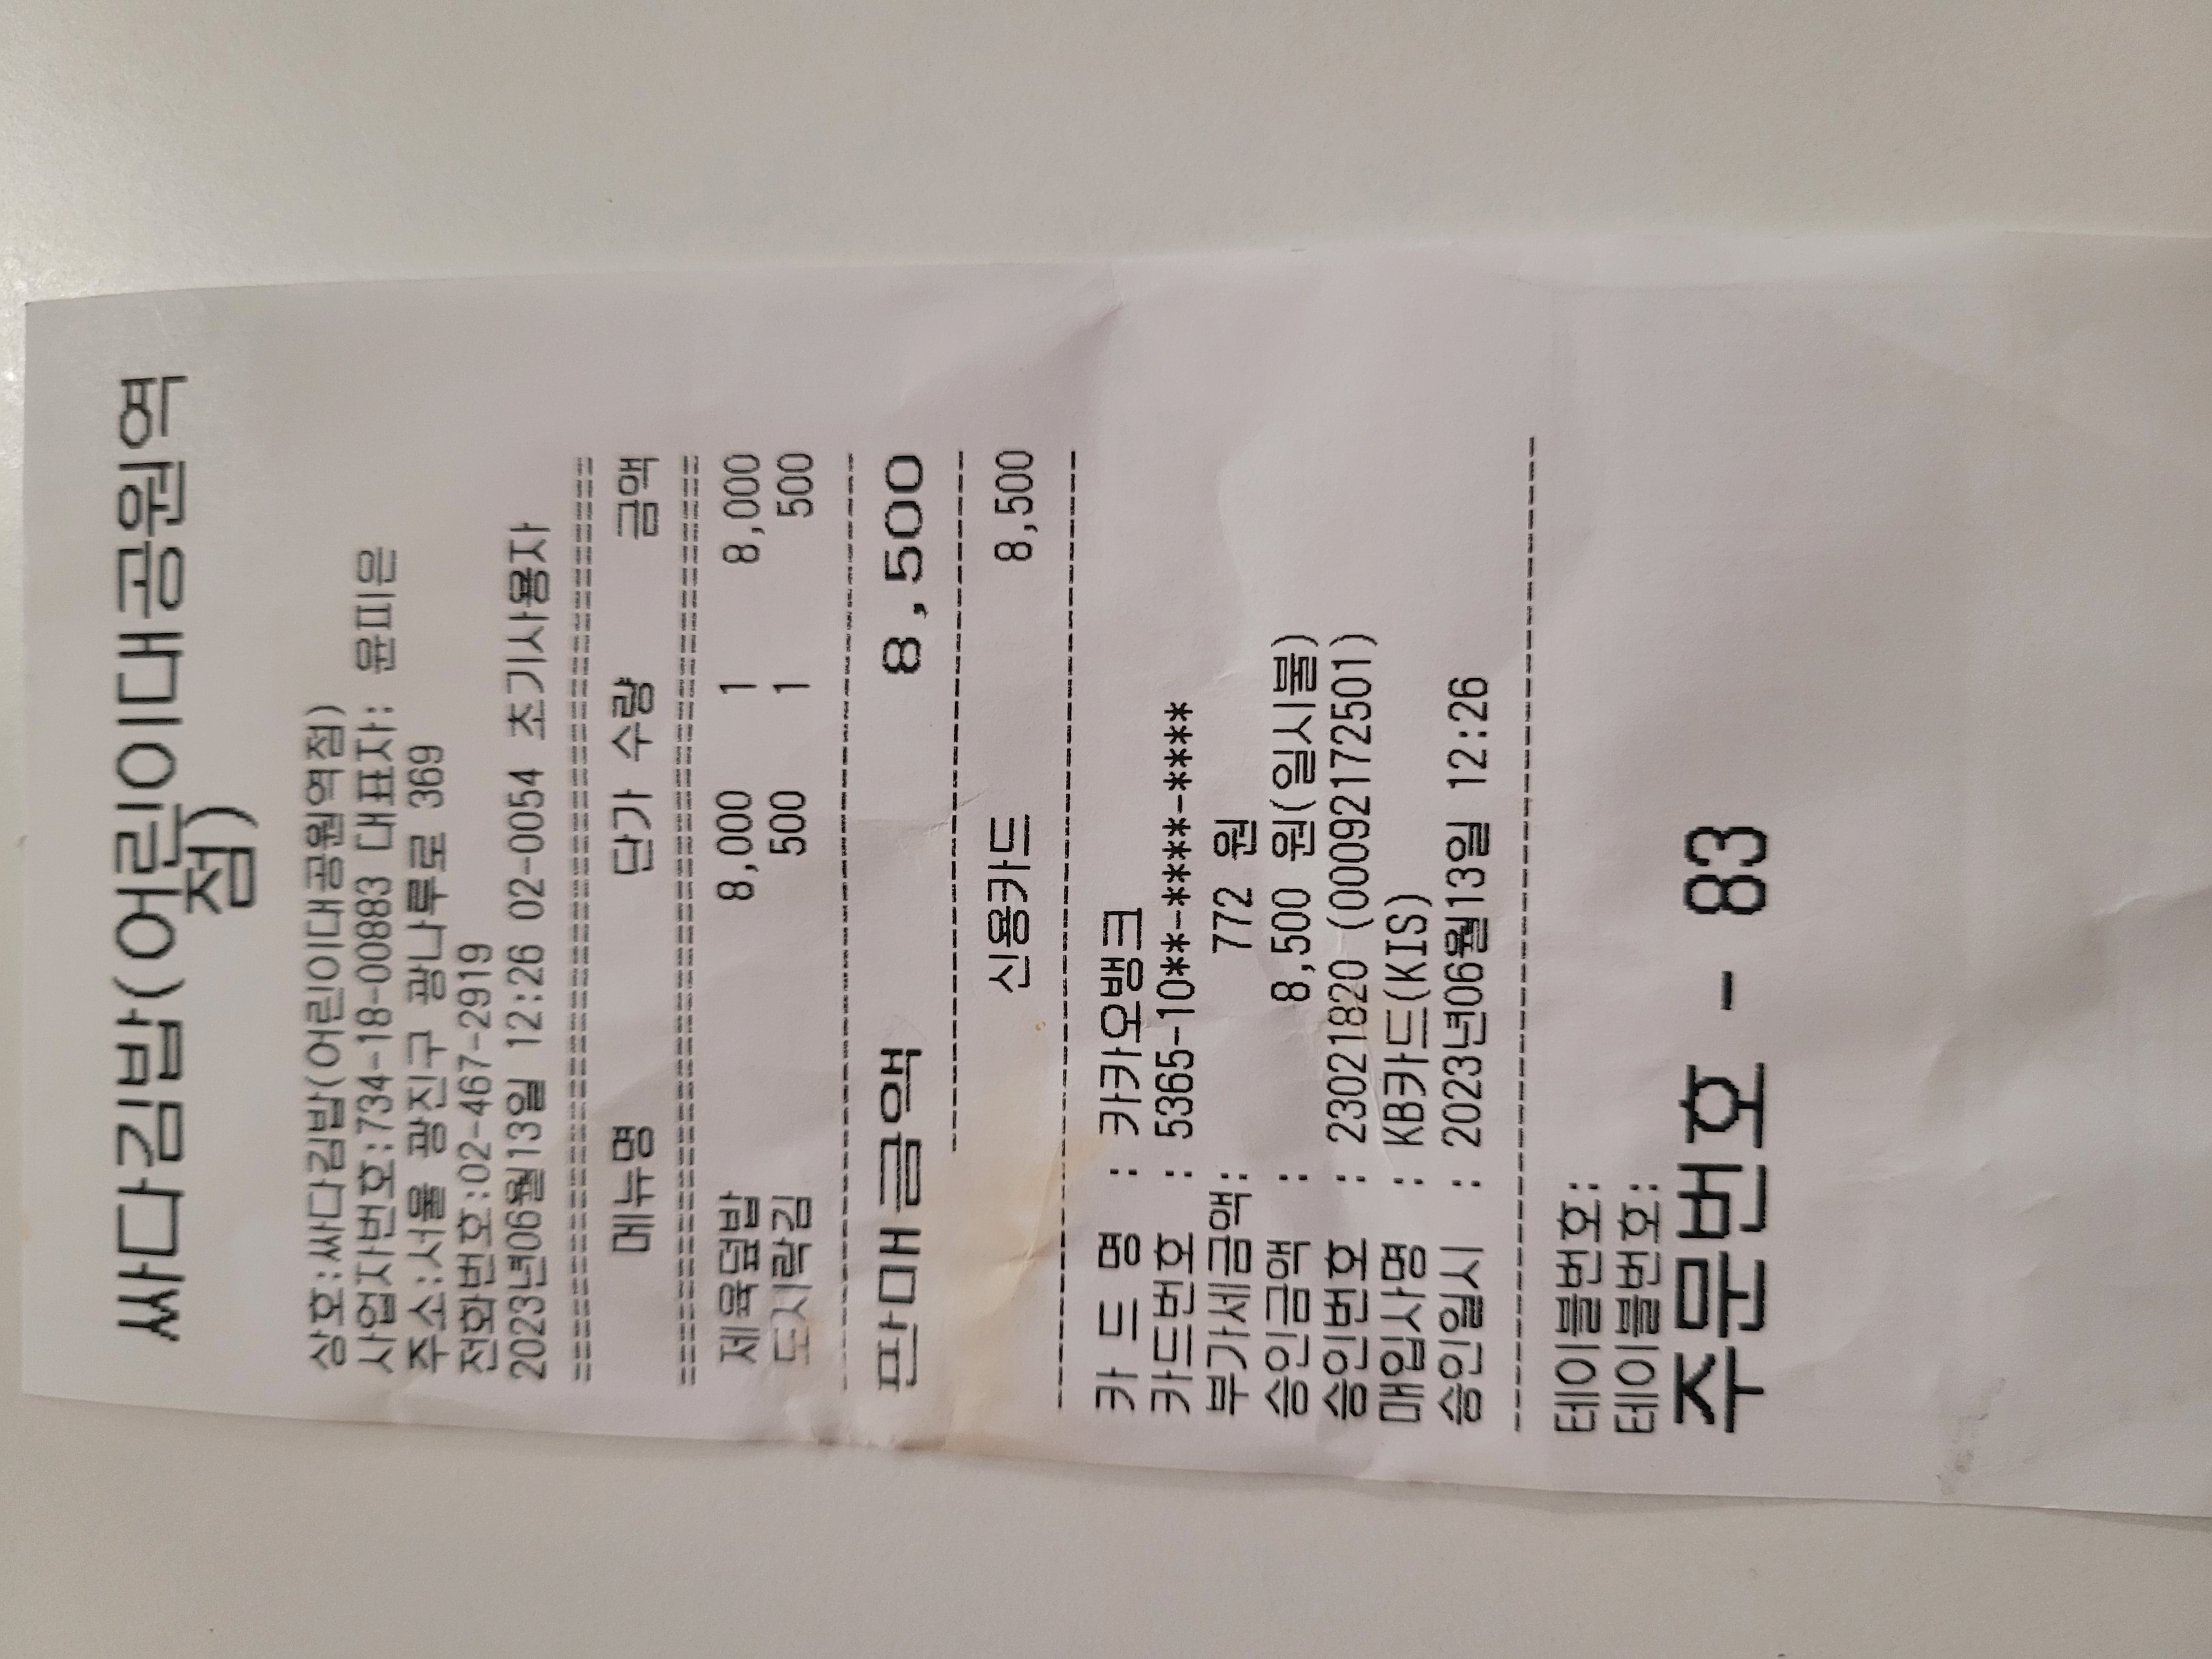 싸다김밥(어린이대공원역
점)
상호:싸다김밥(어린이대공원역점)
사업자번호:734-18-00883 대표자: 윤피은
주소:서울 광진구 광나루로 369
전화번호:02-467-2919
2023년06월13일 12:26 02-0054 초기사용자
메뉴명 단가 수량 금액
제육덮밥 8,000 1 8,000
도시락김 500 1 500
판매금액 8,500
신용카드 8,500
카 드 명 : 카카오뱅크
카드번호 : 5365-10**-****-****
부가세금액: 772 원
승인금액 : 8,500 원(일시불)
승인번호 : 23021820 (00092172501)
매입사명 : KB카드(KIS)
승인일시 : 2023년06월13일 12:26
테이블번호:
테이블번호:
주문번호 - 83